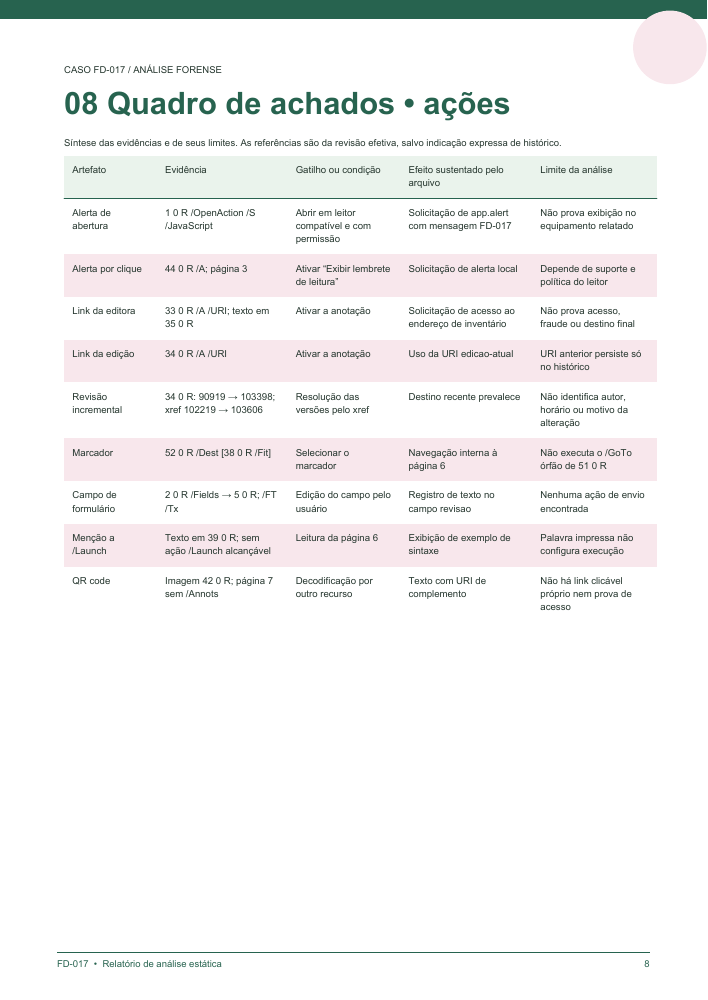 CASO FD-017 / ANÁLISE FORENSE
08 Quadro de achados • ações
Síntese das evidências e de seus limites. As referências são da revisão efetiva, salvo indicação expressa de histórico.
Artefato
Evidência
Gatilho ou condição
Efeito sustentado pelo
arquivo
Limite da análise
Alerta de
abertura
1 0 R /OpenAction /S
/JavaScript
Abrir em leitor
compatível e com
permissão
Solicitação de app.alert
com mensagem FD-017
Não prova exibição no
equipamento relatado
Alerta por clique
44 0 R /A; página 3
Ativar “Exibir lembrete
de leitura”
Solicitação de alerta local
Depende de suporte e
política do leitor
Link da editora
33 0 R /A /URI; texto em
35 0 R
Ativar a anotação
Solicitação de acesso ao
endereço de inventário
Não prova acesso,
fraude ou destino final
Link da edição
34 0 R /A /URI
Ativar a anotação
Uso da URI edicao-atual
URI anterior persiste só
no histórico
Revisão
incremental
34 0 R: 90919 → 103398;
xref 102219 → 103606
Resolução das
versões pelo xref
Destino recente prevalece
Não identifica autor,
horário ou motivo da
alteração
Marcador
52 0 R /Dest [38 0 R /Fit]
Selecionar o
marcador
Navegação interna à
página 6
Não executa o /GoTo
órfão de 51 0 R
Campo de
formulário
2 0 R /Fields → 5 0 R; /FT
/Tx
Edição do campo pelo
usuário
Registro de texto no
campo revisao
Nenhuma ação de envio
encontrada
Menção a
/Launch
Texto em 39 0 R; sem
ação /Launch alcançável
Leitura da página 6
Exibição de exemplo de
sintaxe
Palavra impressa não
configura execução
QR code
Imagem 42 0 R; página 7
sem /Annots
Decodificação por
outro recurso
Texto com URI de
complemento
Não há link clicável
próprio nem prova de
acesso
FD-017 • Relatório de análise estática
8